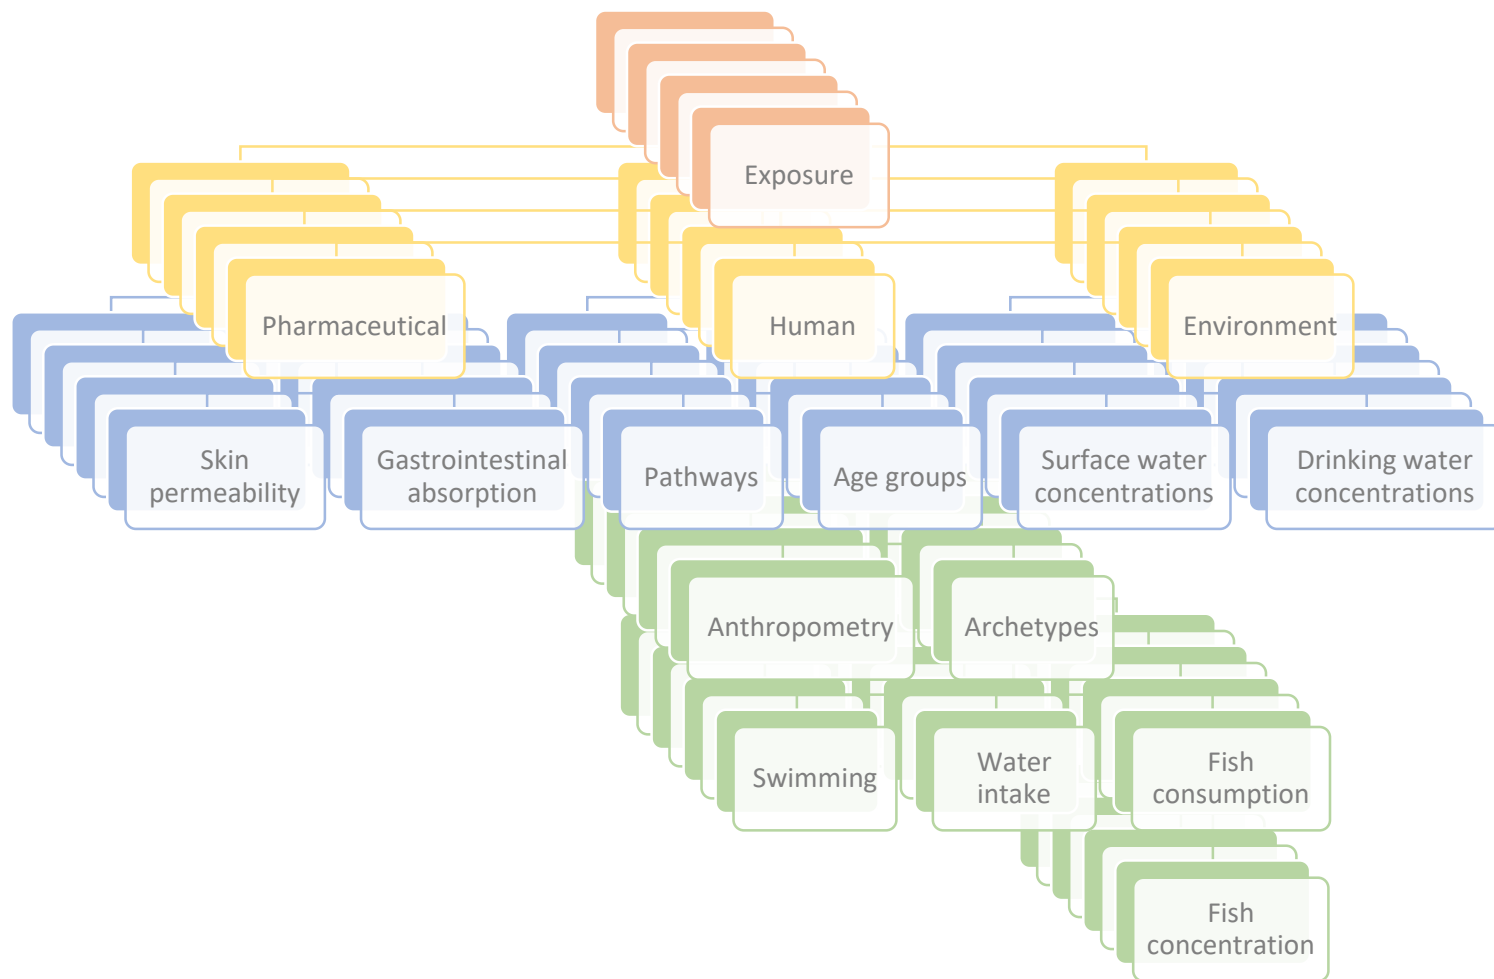 Exposure
Pharmaceutical
Human
Environment
Skin
permeability
Gastrointestinal
absorption
Pathways
Age groups
Surface water
concentrations
Drinking water
concentrations
Anthropometry
Archetypes
Swimming
Water
intake
Fish
consumption
Fish
concentration